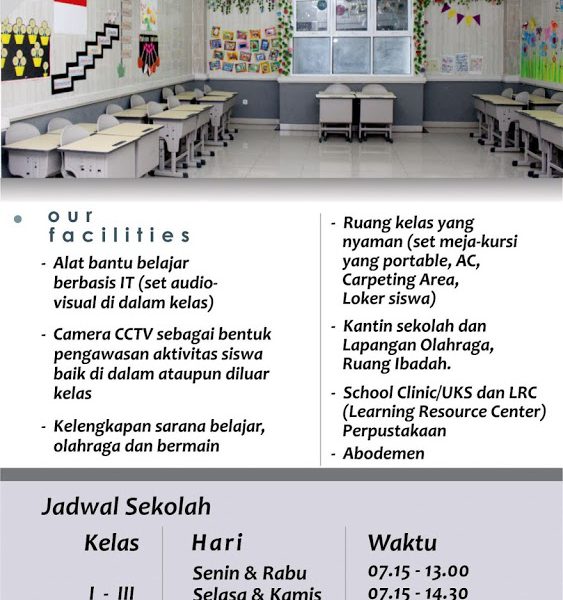 our
facilities
- Alat bantu belajar
berbasis IT (set audio-
visual di dalam kelas)
- Camera CCTV sebagai bentuk
pengawasan aktivitas siswa
baik di dalam ataupun diluar
kelas
- Kelengkapan sarana belajar,
olahraga dan bermain
- Ruang kelas yang
nyaman (set meja-kursi
yang portable, AC,
Carpeting Area,
Loker siswa)
- Kantin sekolah dan
Lapangan Olahraga,
Ruang Ibadah.
- School Clinic/UKS dan LRC
(Learning Resource Center)
Perpustakaan
- Abodemen
Jadwal Sekolah
Kelas Hari Waktu
Senin & Rabu 07.15 - 13.00
I - III Selasa & Kamis 07.15 - 14.30